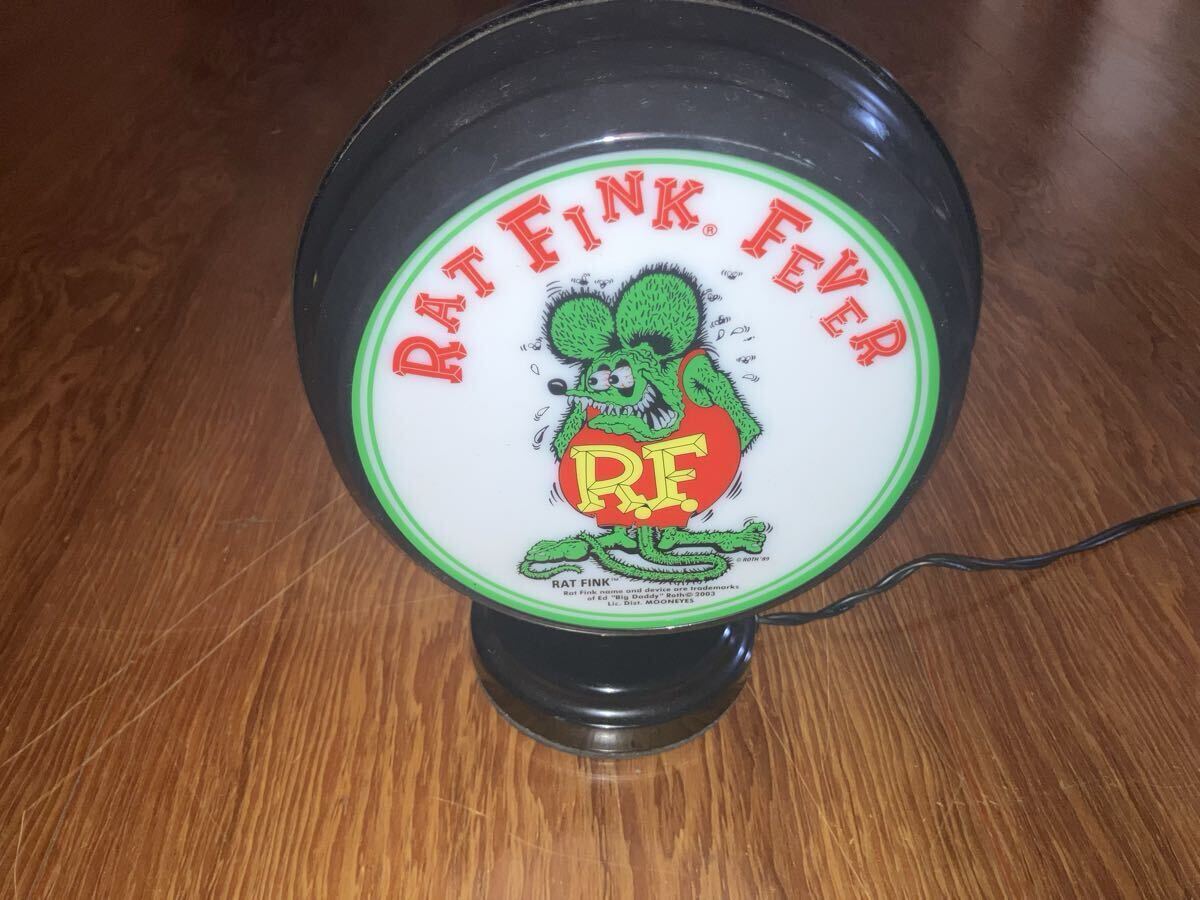 RAT FINK® FEVER
R.F.
© ROTH '89
RAT FINK™
Rat Fink name and device are trademarks
of Ed "Big Daddy" Roth© 2003
Lic. Dist. MOONEYES